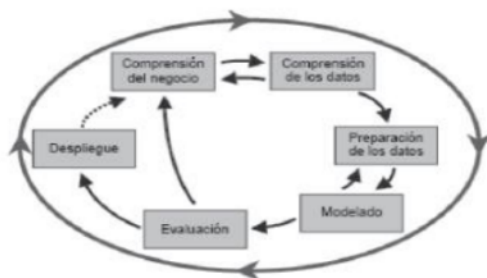 Comprensión
del negocio
Comprensión
de los datos
Preparación
de los datos
Modelado
Evaluación
Despliegue